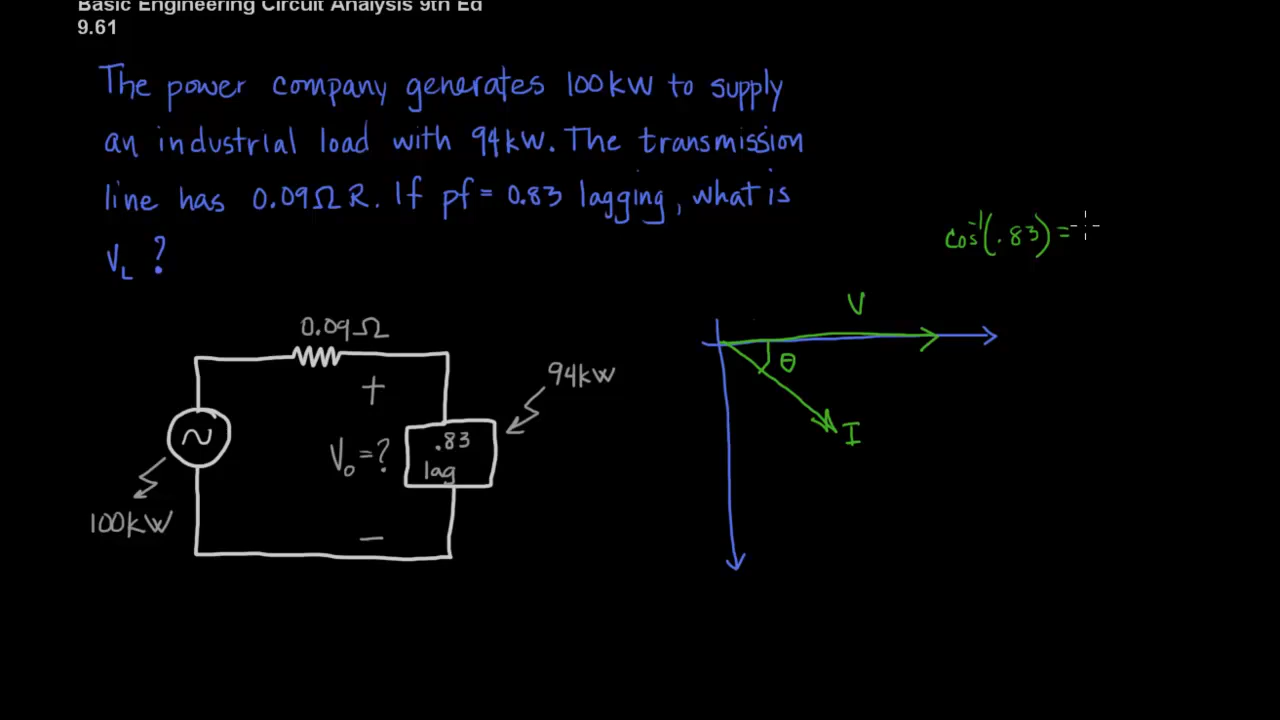 Basic Engineering Circuit Analysis 9th Ed
9.61
The power company generates 100kW to supply
an industrial load with 94kW. The transmission
line has 0.09Ω R. If pf = 0.83 lagging, what is
V_L ?
cos⁻¹(.83) =
V
θ
I
0.09Ω
+
94kW
V₀ = ?
.83
lag
100kW
−